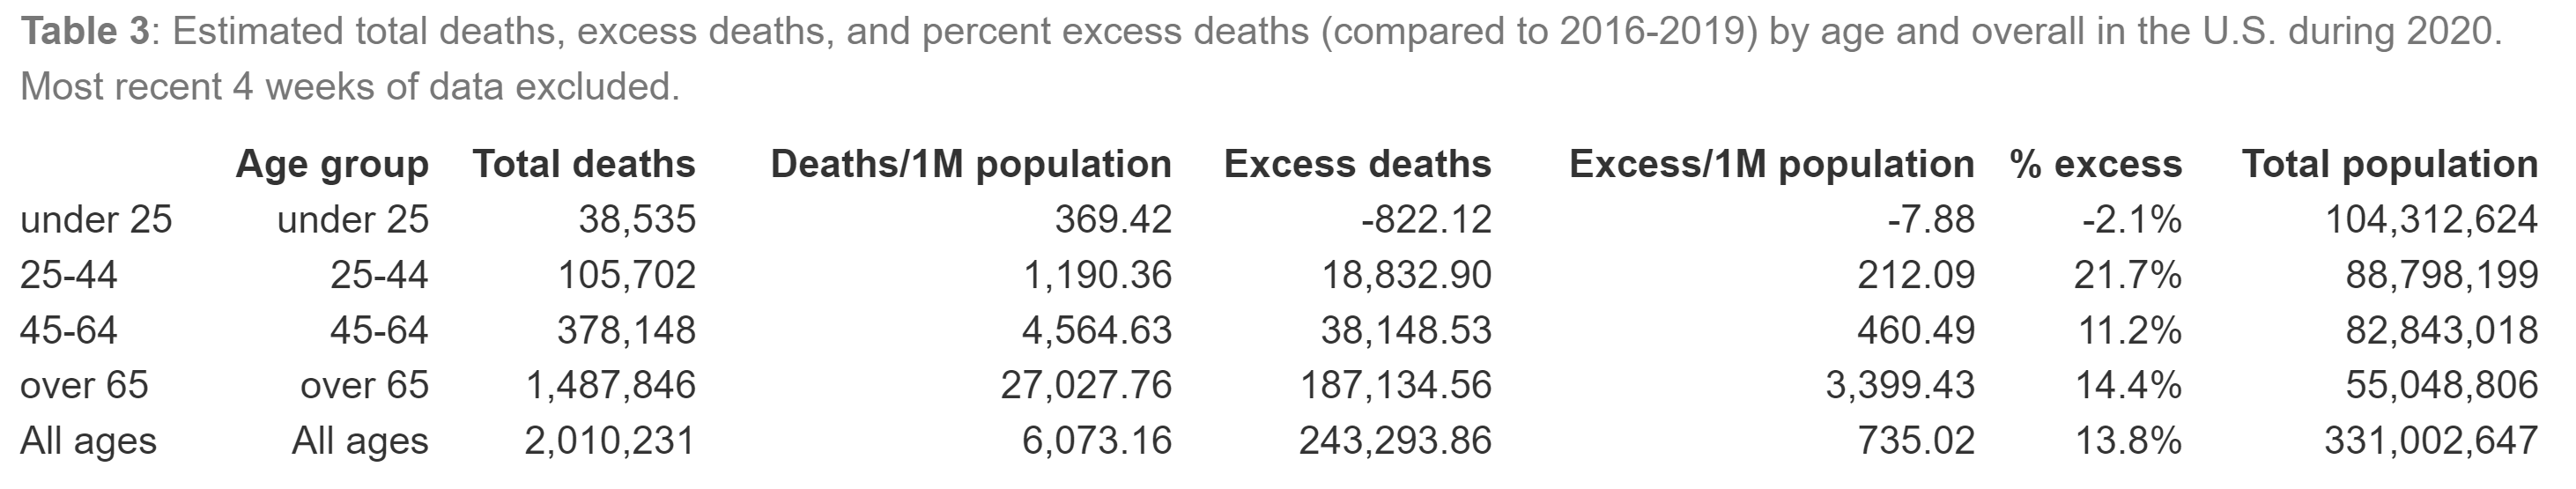 Table 3: Estimated total deaths, excess deaths, and percent excess deaths (compared to 2016-2019) by age and overall in the U.S. during 2020.
Most recent 4 weeks of data excluded.
Age group Total deaths Deaths/1M population Excess deaths Excess/1M population % excess Total population
under 25 under 25 38,535 369.42 -822.12 -7.88 -2.1% 104,312,624
25-44 25-44 105,702 1,190.36 18,832.90 212.09 21.7% 88,798,199
45-64 45-64 378,148 4,564.63 38,148.53 460.49 11.2% 82,843,018
over 65 over 65 1,487,846 27,027.76 187,134.56 3,399.43 14.4% 55,048,806
All ages All ages 2,010,231 6,073.16 243,293.86 735.02 13.8% 331,002,647